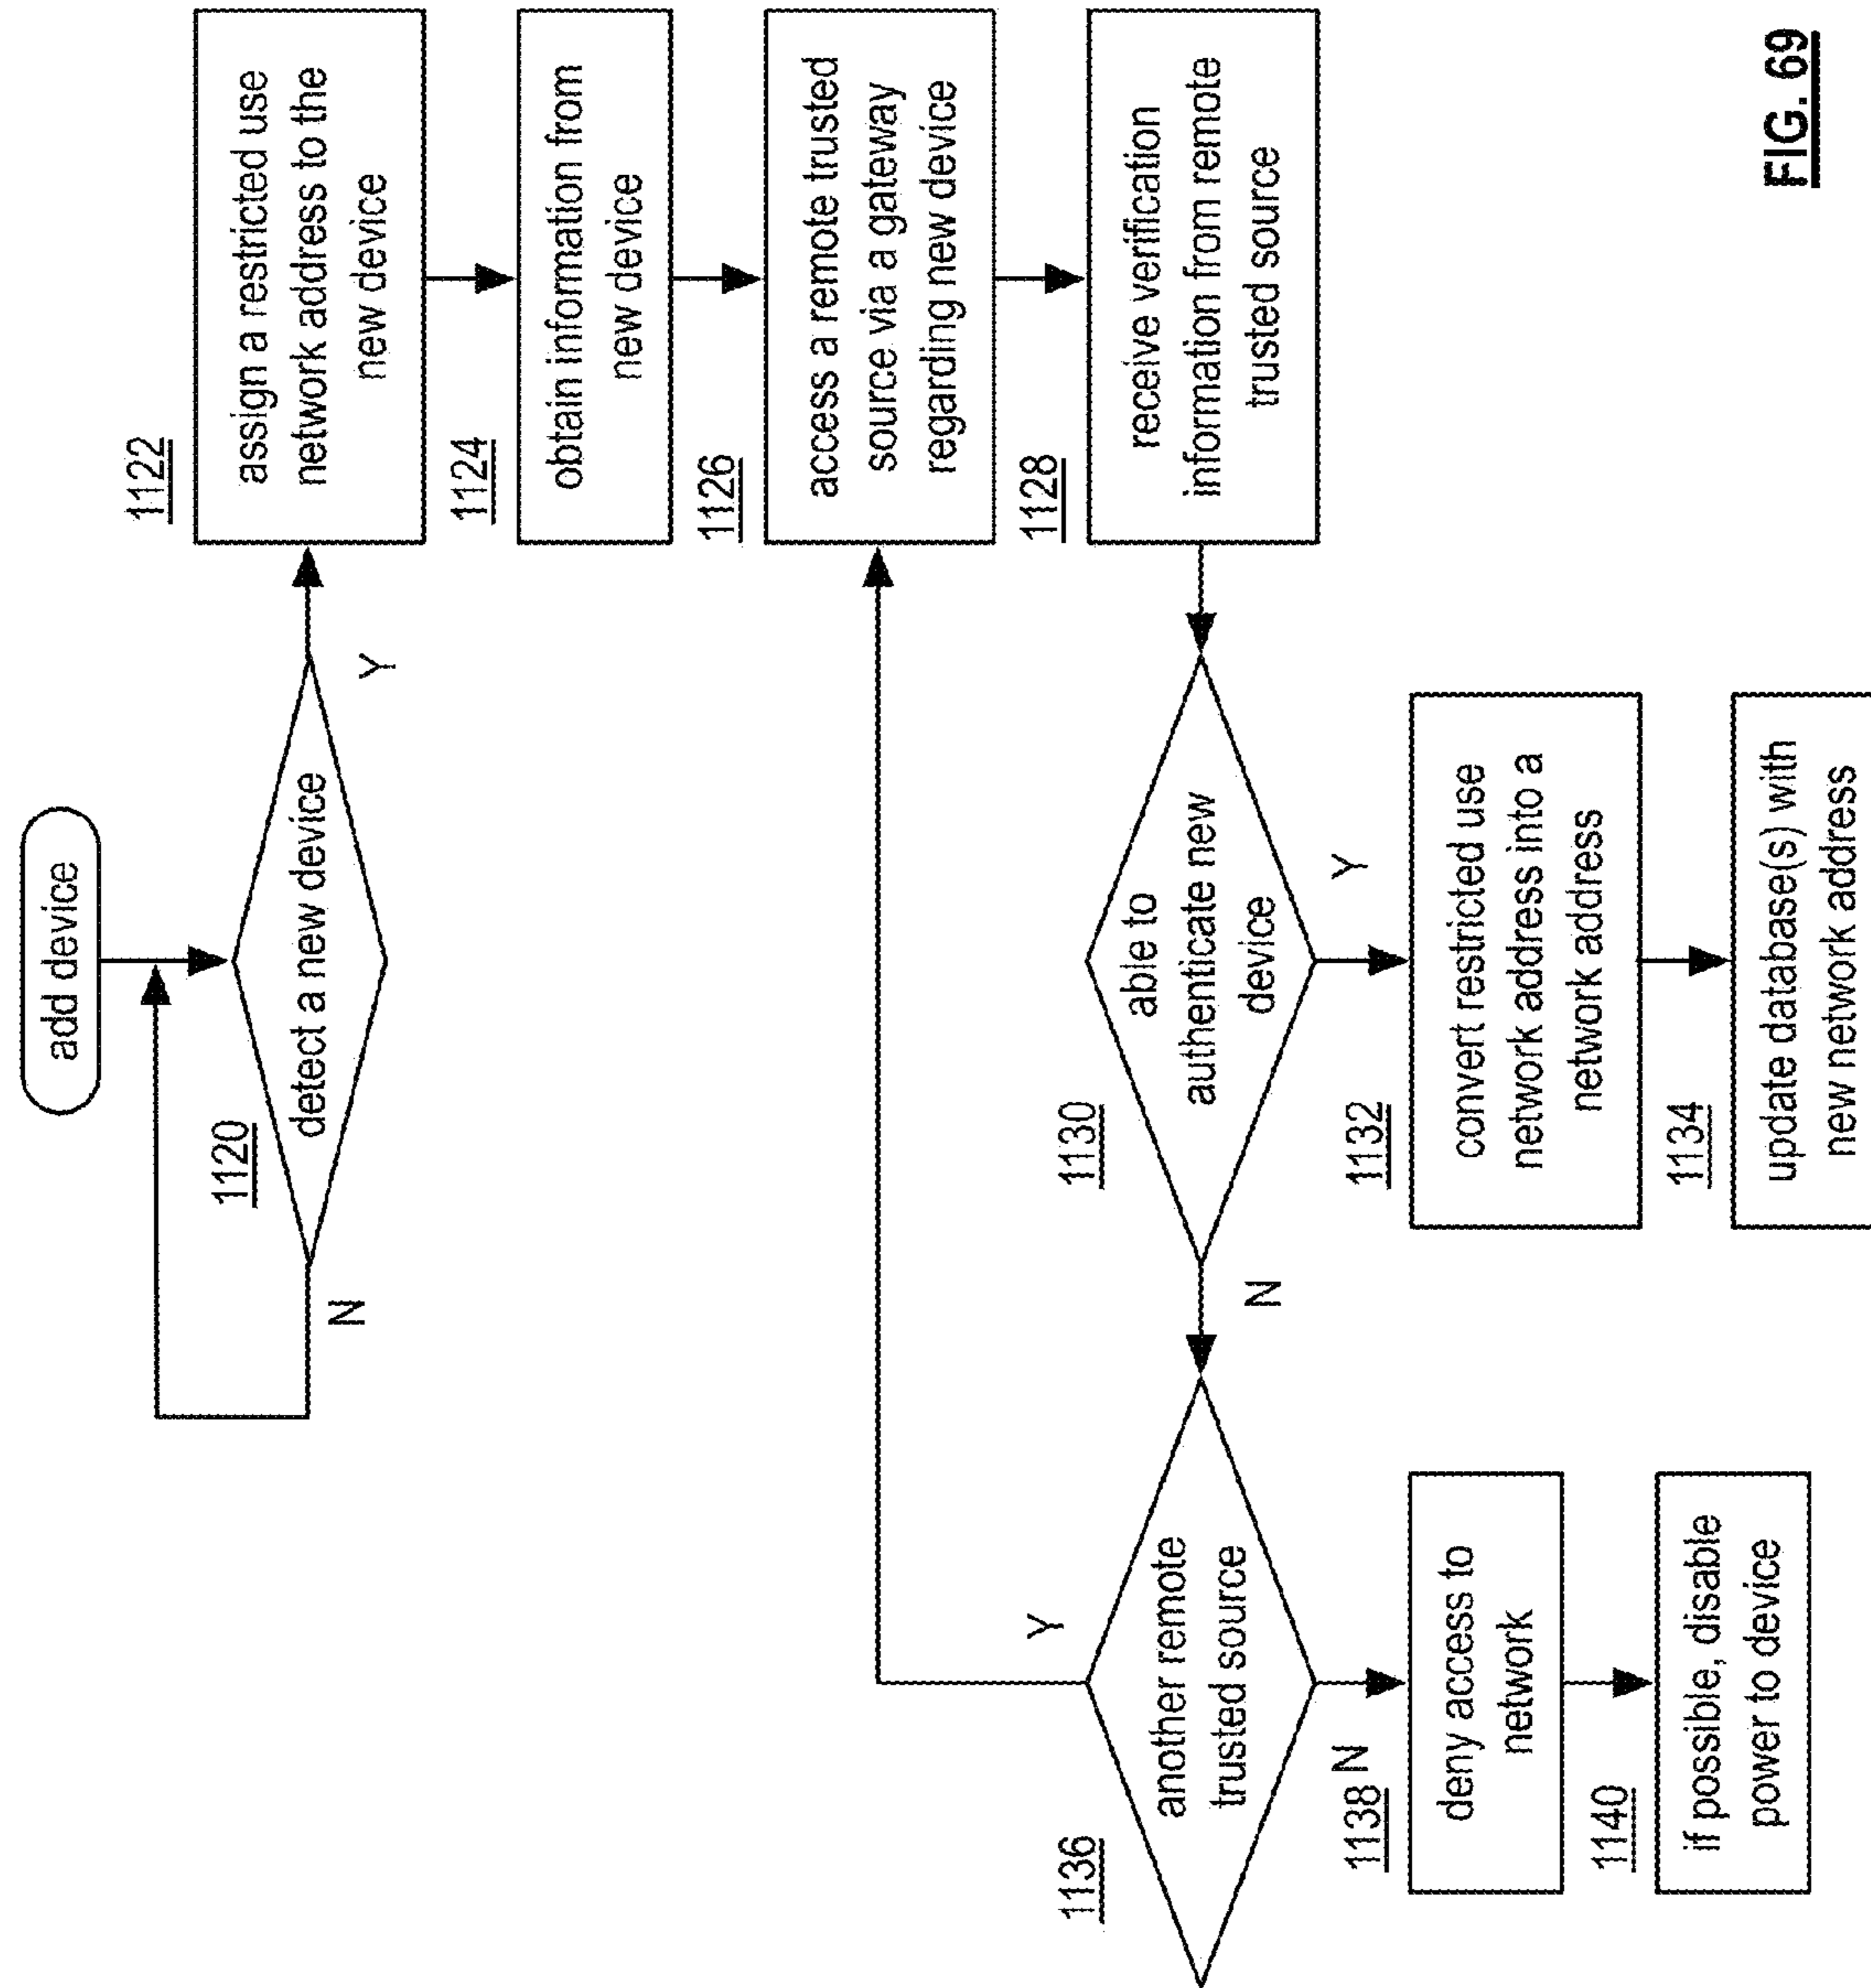 add device
1120
detect a new device
N
Y
1122
assign a restricted use
network address to the
new device
1124
obtain information from
new device
1126
access a remote trusted
source via a gateway
regarding new device
1128
receive verification
information from remote
trusted source
1130
able to
authenticate new
device
Y
N
1132
convert restricted use
network address into a
network address
1134
update database(s) with
new network address
1136
another remote
trusted source
Y
N
1138
deny access to
network
1140
if possible, disable
power to device
FIG. 69